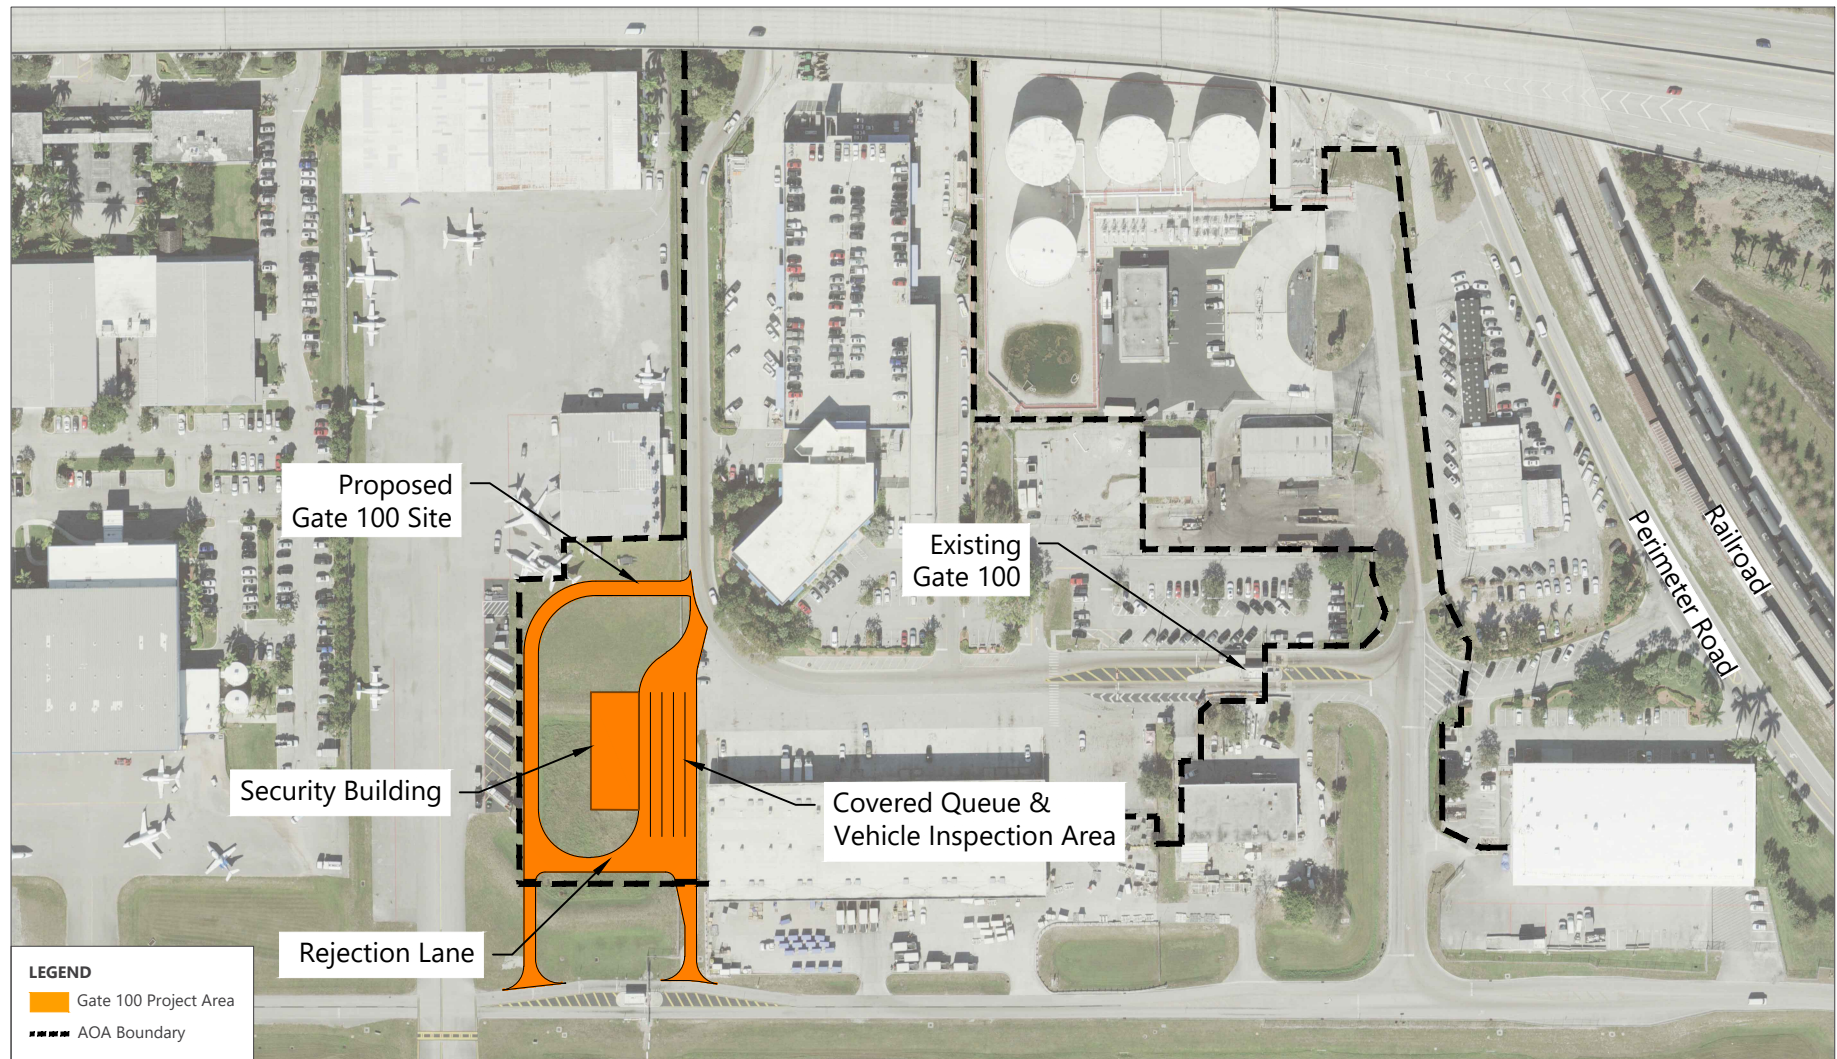 Proposed
Gate 100 Site
Existing
Gate 100
Perimeter Road
Railroad
Security Building
Covered Queue &
Vehicle Inspection Area
Rejection Lane
LEGEND
Gate 100 Project Area
AOA Boundary